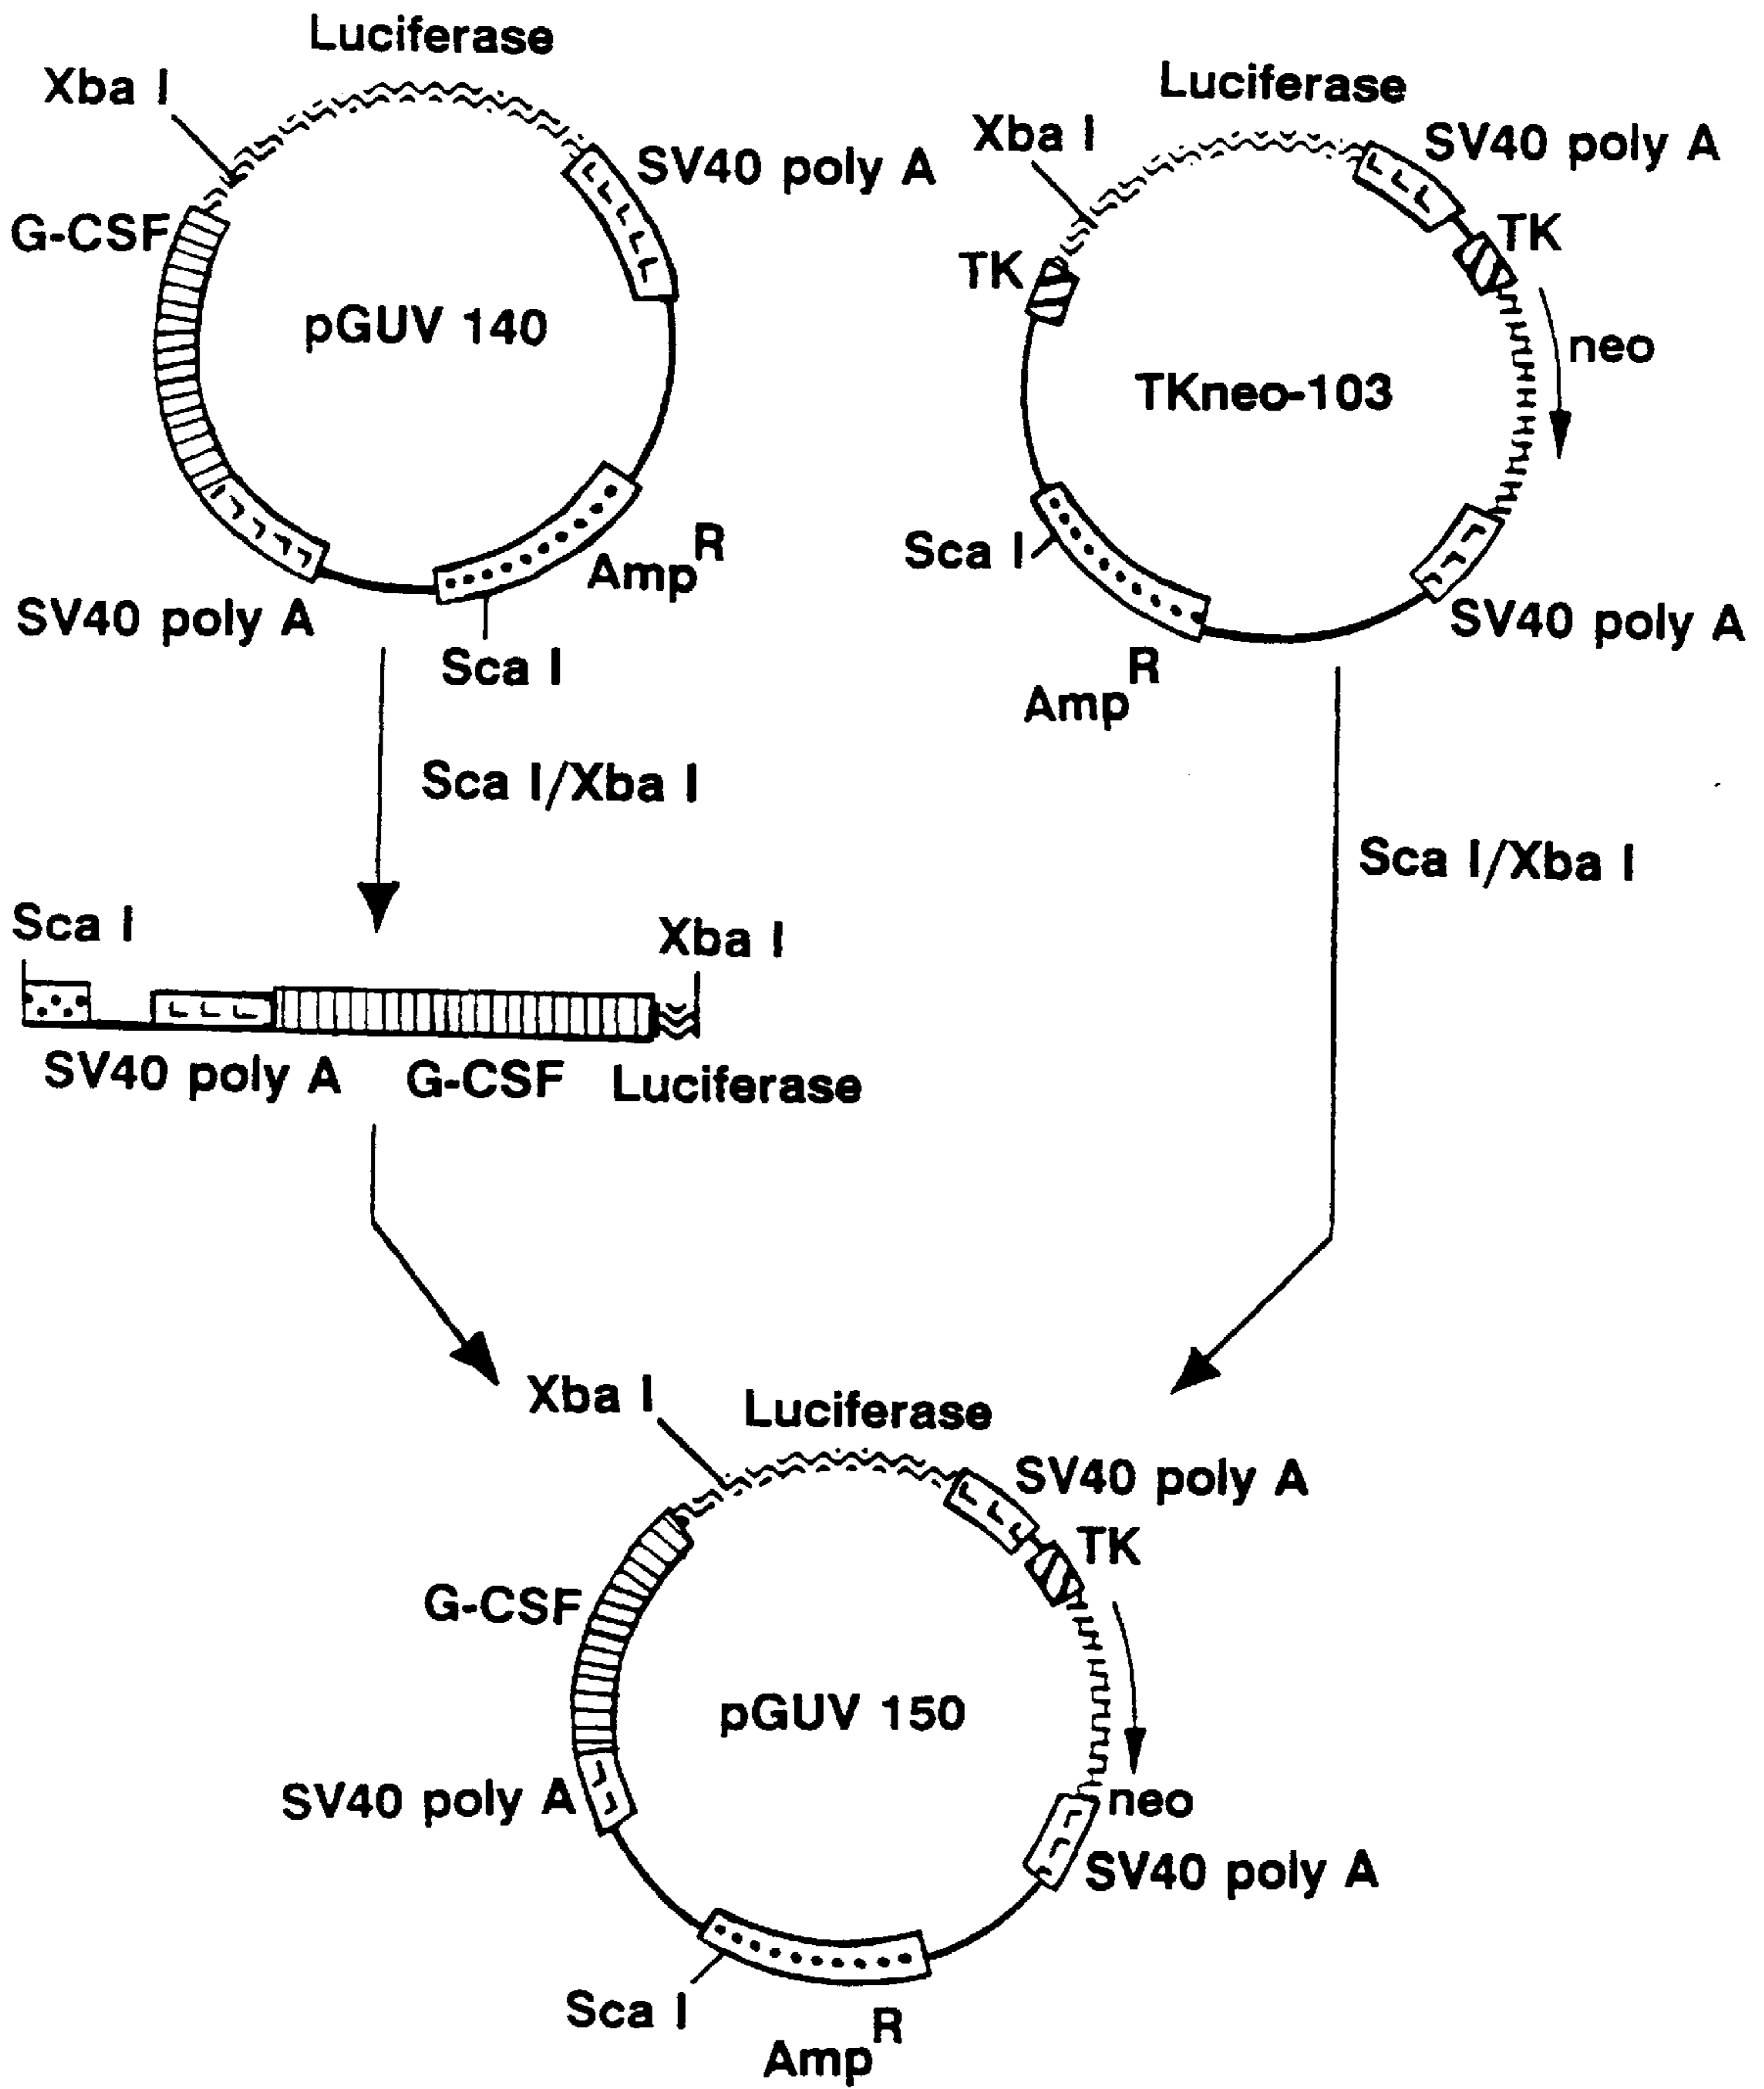 Luciferase
Xba I
SV40 poly A
G-CSF
pGUV 140
Amp R
SV40 poly A
Sca I
Luciferase
Xba I
SV40 poly A
TK
TK
neo
TKneo-103
Sca I
SV40 poly A
Amp R
Sca I/Xba I
Sca I/Xba I
Sca I
Xba I
SV40 poly A G-CSF Luciferase
Xba I
Luciferase
SV40 poly A
TK
G-CSF
pGUV 150
SV40 poly A
neo
SV40 poly A
Sca I
Amp R